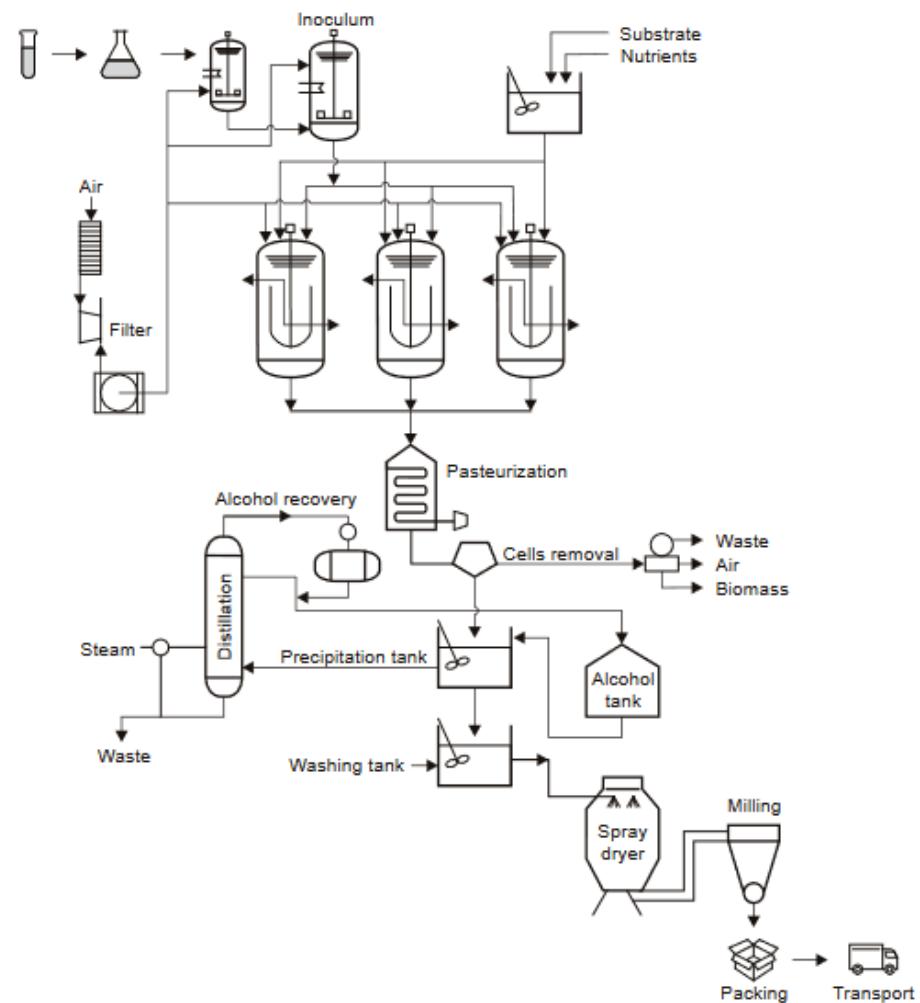 Inoculum
Substrate
Nutrients
Air
Filter
Pasteurization
Alcohol recovery
Cells removal
Waste
Air
Biomass
Distillation
Steam
Precipitation tank
Alcohol
tank
Waste
Washing tank
Spray
dryer
Milling
Packing
Transport